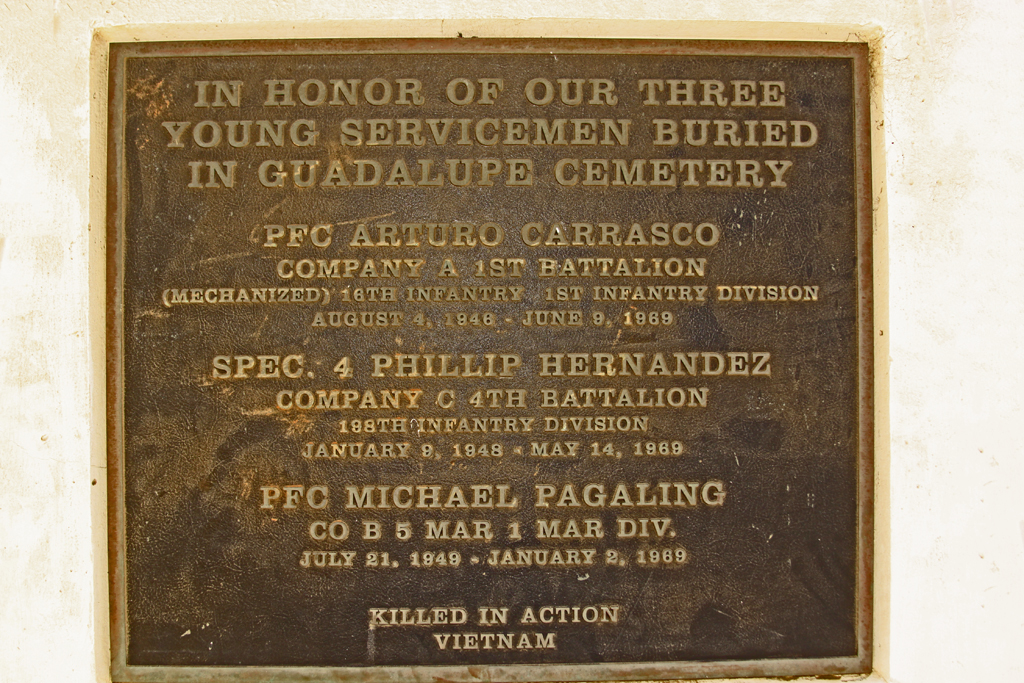 IN HONOR OF OUR THREE
YOUNG SERVICEMEN BURIED
IN GUADALUPE CEMETERY
PFC ARTURO CARRASCO
COMPANY A 1ST BATTALION
(MECHANIZED) 16TH INFANTRY 1ST INFANTRY DIVISION
AUGUST 4, 1946 - JUNE 9, 1969
SPEC. 4 PHILLIP HERNANDEZ
COMPANY C 4TH BATTALION
198TH INFANTRY DIVISION
JANUARY 9, 1948 - MAY 14, 1969
PFC MICHAEL PAGALING
CO B 5 MAR 1 MAR DIV.
JULY 21, 1949 - JANUARY 2, 1969
KILLED IN ACTION
VIETNAM